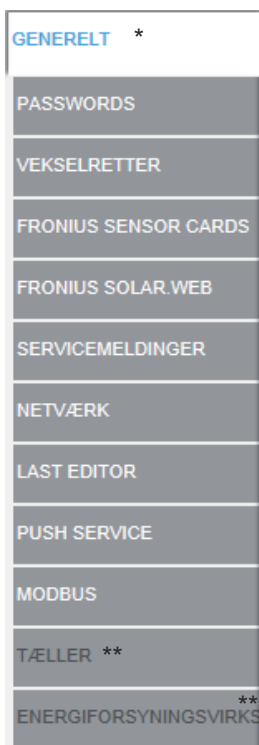 GENERELT *
PASSWORDS
VEKSELRETTER
FRONIUS SENSOR CARDS
FRONIUS SOLAR.WEB
SERVICEMELDINGER
NETVÆRK
LAST EDITOR
PUSH SERVICE
MODBUS
TÆLLER **
ENERGIFORSYNINGSVIRKS **